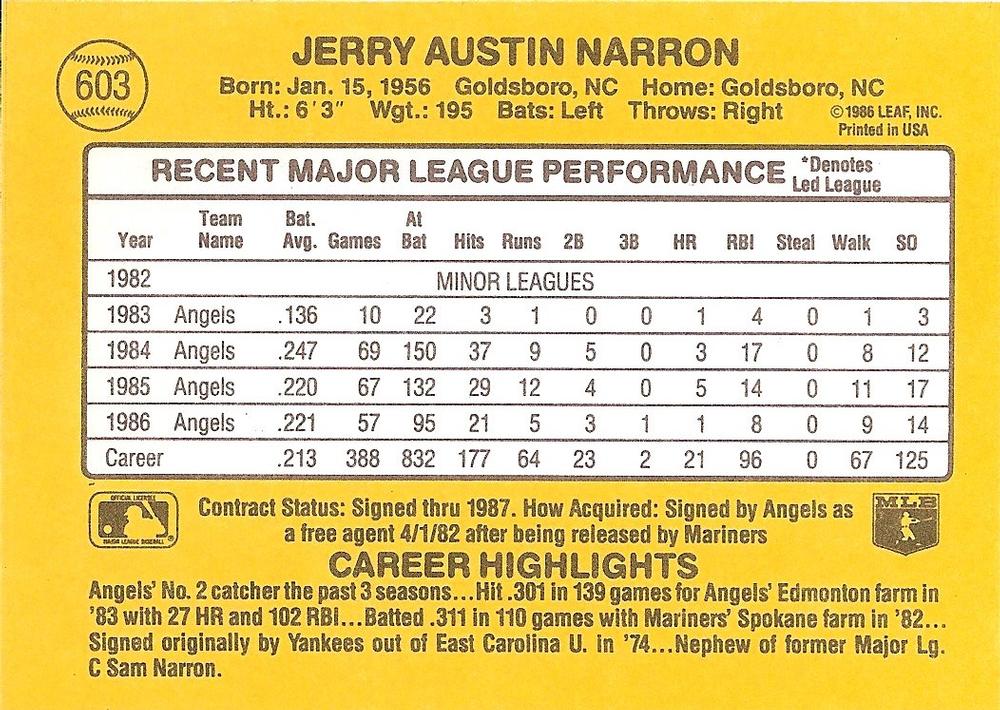 JERRY AUSTIN NARRON
603
Born: Jan. 15, 1956 Goldsboro, NC Home: Goldsboro, NC
Ht.: 6'3" Wgt.: 195 Bats: Left Throws: Right
©1986 LEAF, INC.
Printed in USA
RECENT MAJOR LEAGUE PERFORMANCE *Denotes Led League
Year Team Name Bat. Avg. Games At Bat Hits Runs 2B 3B HR RBI Steal Walk SO
1982 MINOR LEAGUES
1983 Angels .136 10 22 3 1 0 0 1 4 0 1 3
1984 Angels .247 69 150 37 9 5 0 3 17 0 8 12
1985 Angels .220 67 132 29 12 4 0 5 14 0 11 17
1986 Angels .221 57 95 21 5 3 1 1 8 0 9 14
Career .213 388 832 177 64 23 2 21 96 0 67 125
OFFICIAL LICENSEE
MAJOR LEAGUE BASEBALL ®
Contract Status: Signed thru 1987. How Acquired: Signed by Angels as
a free agent 4/1/82 after being released by Mariners
MLB
CAREER HIGHLIGHTS
Angels' No. 2 catcher the past 3 seasons...Hit .301 in 139 games for Angels' Edmonton farm in
'83 with 27 HR and 102 RBI...Batted .311 in 110 games with Mariners' Spokane farm in '82...
Signed originally by Yankees out of East Carolina U. in '74...Nephew of former Major Lg.
C Sam Narron.